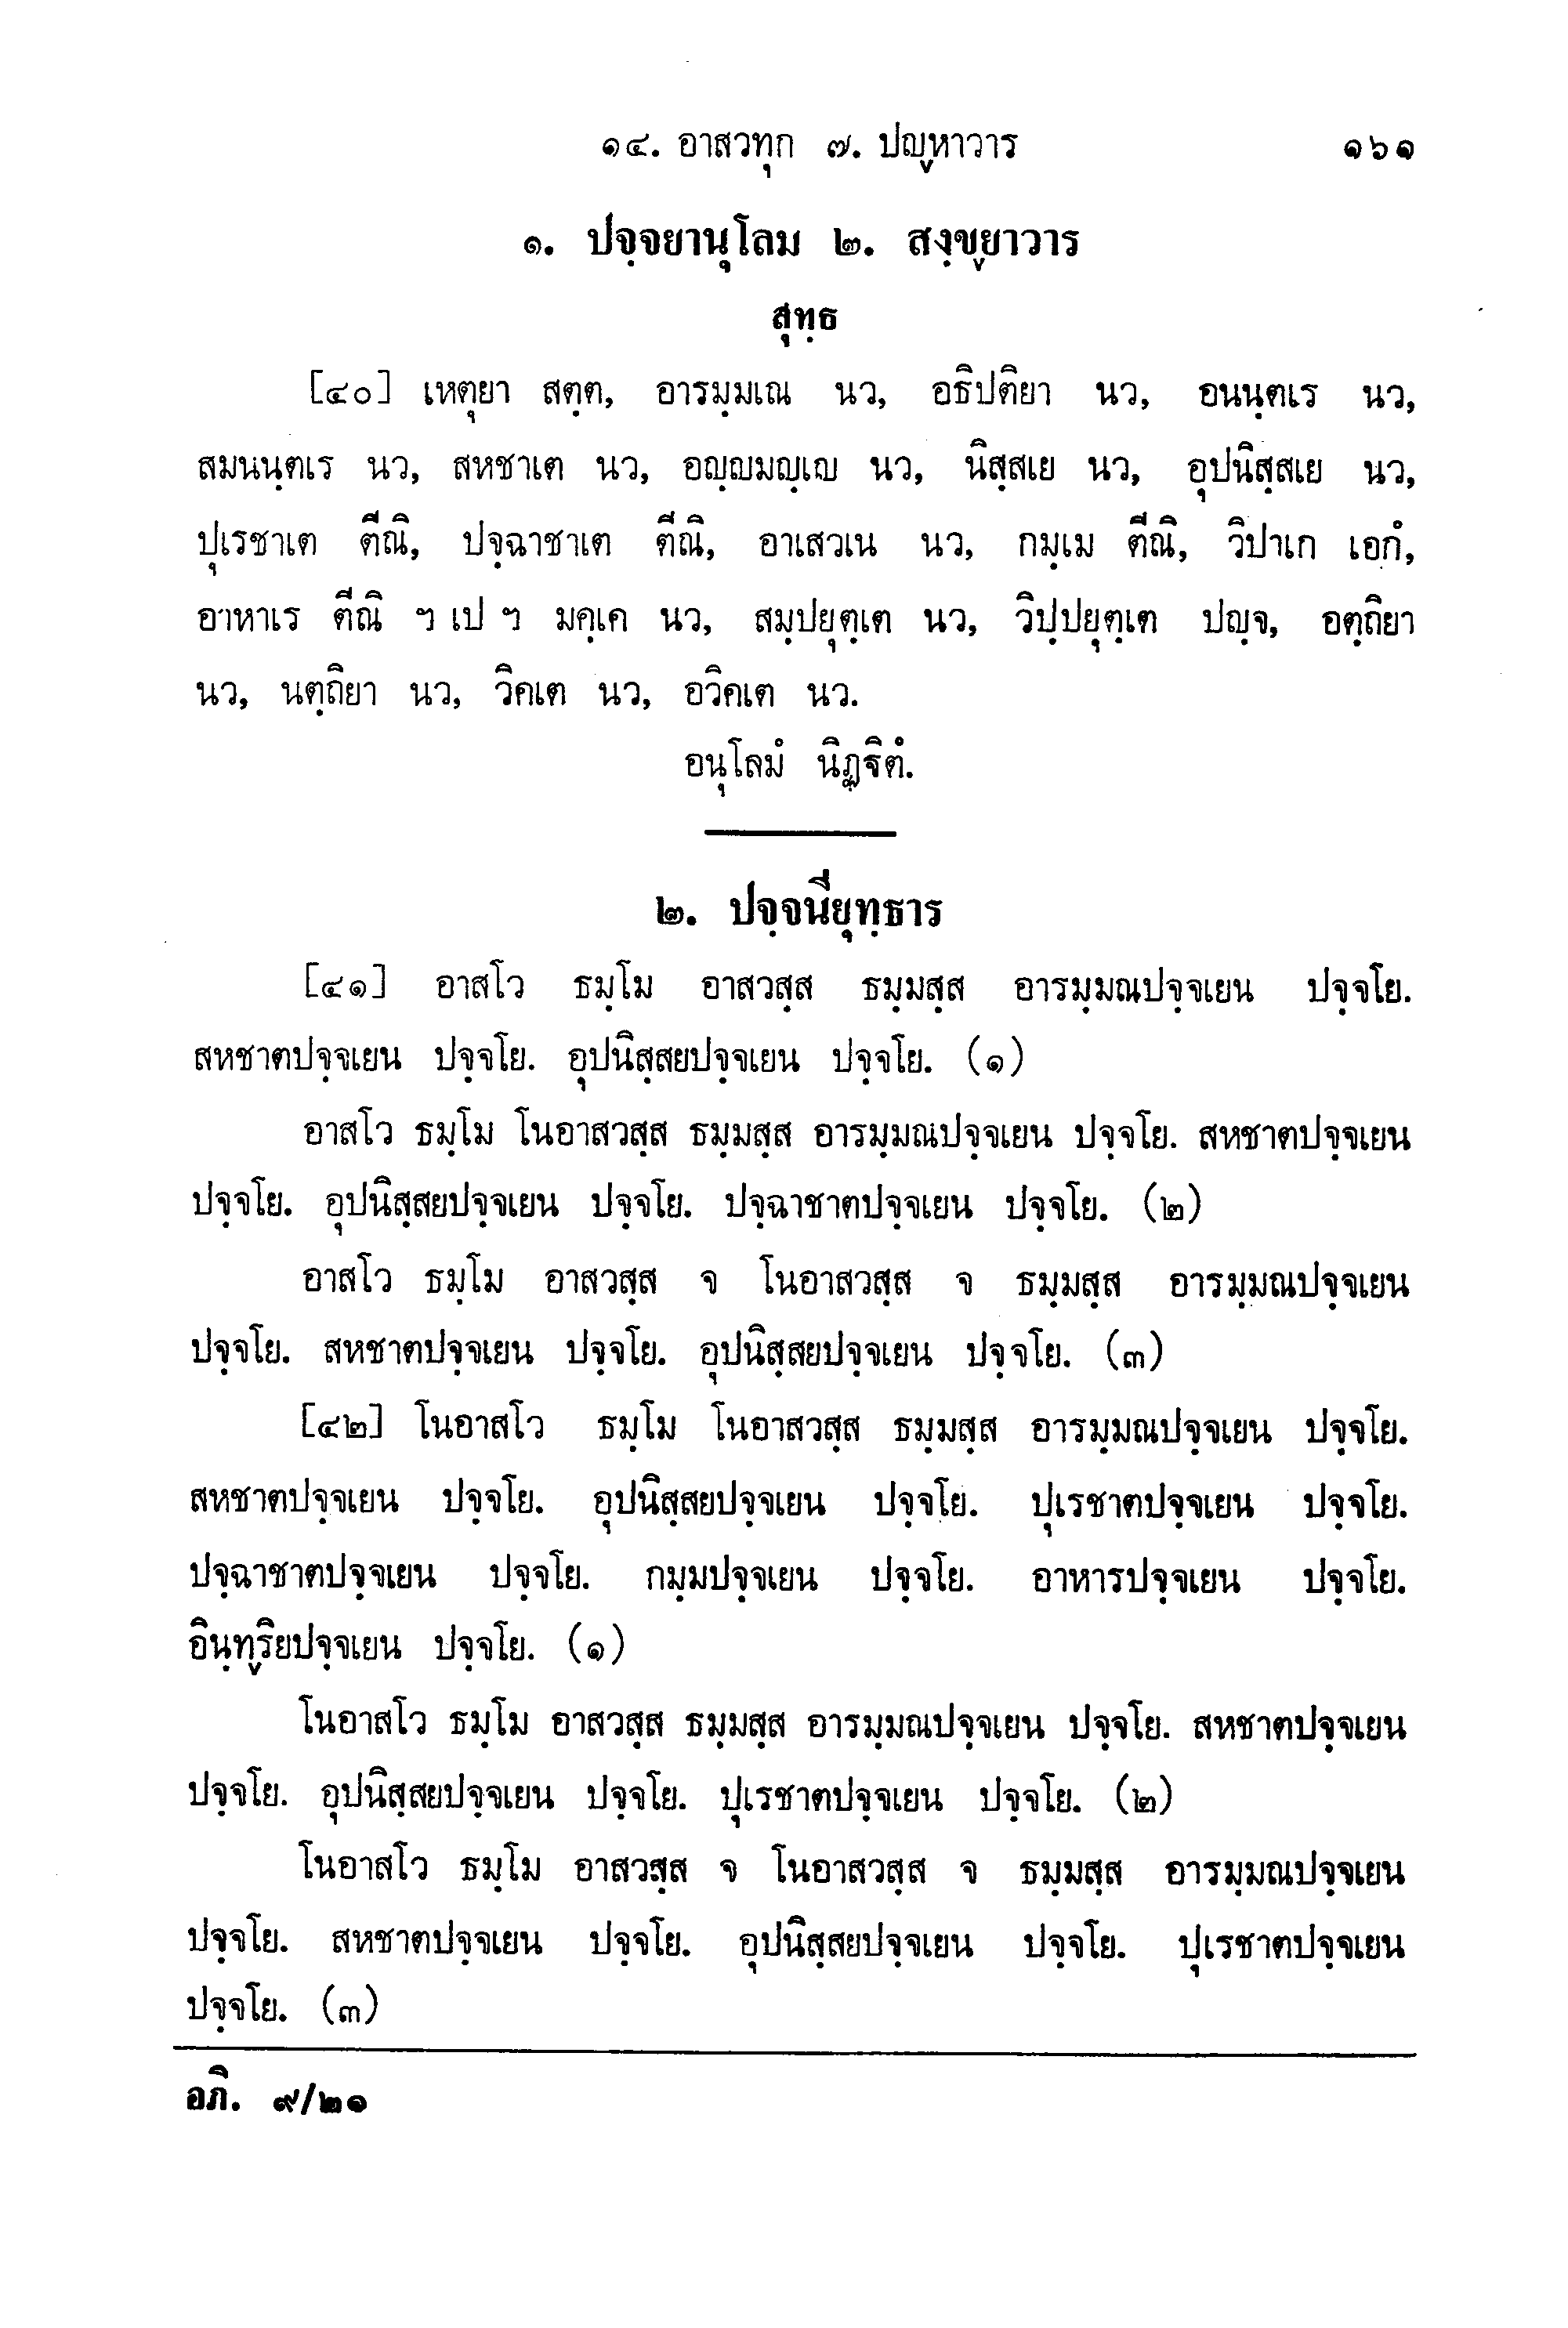 ๑๔. อาสวทุก ๗. ปญฺหาวาร ๑๖๑
๑. ปจฺจยานุโลม ๒. สงฺขฺยาวาร
สุทฺธ
[๔๐] เหตุยา สตฺต, อารมฺมเณ นว, อธิปติยา นว, อนนฺตเร นว,
สมนนฺตเร นว, สหชาเต นว, อญฺญมญฺเญ นว, นิสฺสเย นว, อุปนิสฺสเย นว,
ปุเรชาเต ตีณิ, ปจฺฉาชาเต ตีณิ, อาเสวเน นว, กมฺเม ตีณิ, วิปาเก เอกํ,
อาหาเร ตีณิ ฯ เป ฯ มคฺเค นว, สมฺปยุตฺเต นว, วิปฺปยุตฺเต ปญฺจ, อตฺถิยา
นว, นตฺถิยา นว, วิคเต นว, อวิคเต นว.
อนุโลมํ นิฏฺฐิตํ.
๒. ปจฺจนียุทฺธาร
[๔๑] อาสโว ธมฺโม อาสวสฺส ธมฺมสฺส อารมฺมณปจฺจเยน ปจฺจโย.
สหชาตปจฺจเยน ปจฺจโย. อุปนิสฺสยปจฺจเยน ปจฺจโย. (๑)
อาสโว ธมฺโม โนอาสวสฺส ธมฺมสฺส อารมฺมณปจฺจเยน ปจฺจโย. สหชาตปจฺจเยน
ปจฺจโย. อุปนิสฺสยปจฺจเยน ปจฺจโย. ปจฺฉาชาตปจฺจเยน ปจฺจโย. (๒)
อาสโว ธมฺโม อาสวสฺส จ โนอาสวสฺส จ ธมฺมสฺส อารมฺมณปจฺจเยน
ปจฺจโย. สหชาตปจฺจเยน ปจฺจโย. อุปนิสฺสยปจฺจเยน ปจฺจโย. (๓)
[๔๒] โนอาสโว ธมฺโม โนอาสวสฺส ธมฺมสฺส อารมฺมณปจฺจเยน ปจฺจโย.
สหชาตปจฺจเยน ปจฺจโย. อุปนิสฺสยปจฺจเยน ปจฺจโย. ปุเรชาตปจฺจเยน ปจฺจโย.
ปจฺฉาชาตปจฺจเยน ปจฺจโย. กมฺมปจฺจเยน ปจฺจโย. อาหารปจฺจเยน ปจฺจโย.
อินฺทฺริยปจฺจเยน ปจฺจโย. (๑)
โนอาสโว ธมฺโม อาสวสฺส ธมฺมสฺส อารมฺมณปจฺจเยน ปจฺจโย. สหชาตปจฺจเยน
ปจฺจโย. อุปนิสฺสยปจฺจเยน ปจฺจโย. ปุเรชาตปจฺจเยน ปจฺจโย. (๒)
โนอาสโว ธมฺโม อาสวสฺส จ โนอาสวสฺส จ ธมฺมสฺส อารมฺมณปจฺจเยน
ปจฺจโย. สหชาตปจฺจเยน ปจฺจโย. อุปนิสฺสยปจฺจเยน ปจฺจโย. ปุเรชาตปจฺจเยน
ปจฺจโย. (๓)
อภิ. ๙/๒๑